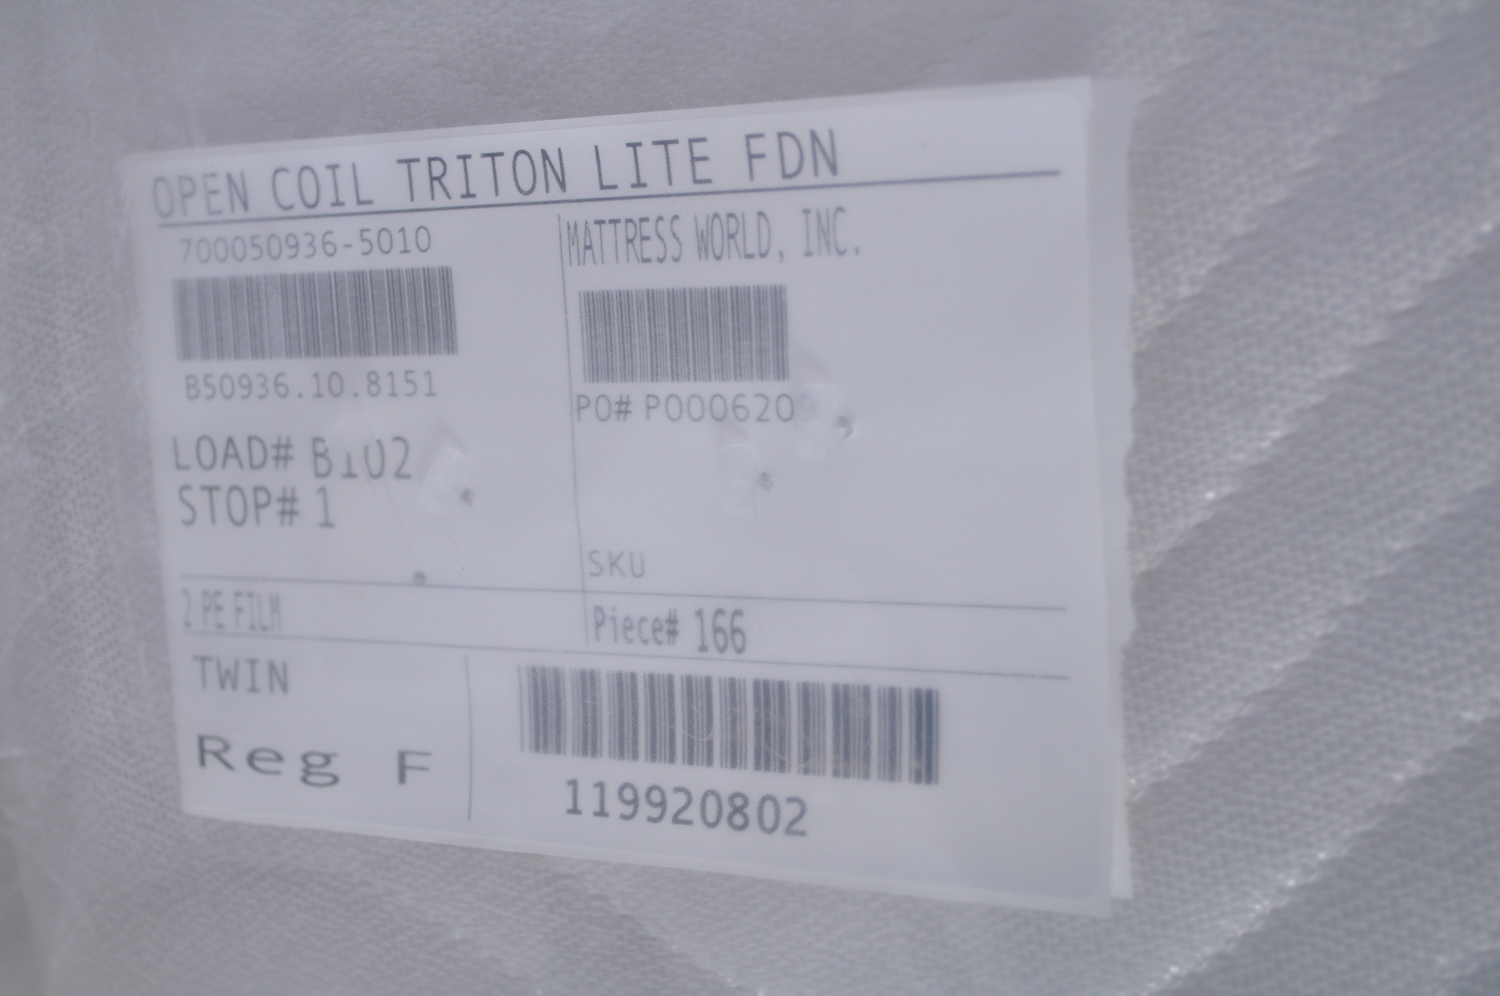 OPEN COIL TRITON LITE FDN
700050936-5010
B50936.10.8151
LOAD# B102
STOP# 1
MATTRESS WORLD, INC.
PO#
SKU
2 PE FILM
Piece# 166
TWIN
Reg F
119920802